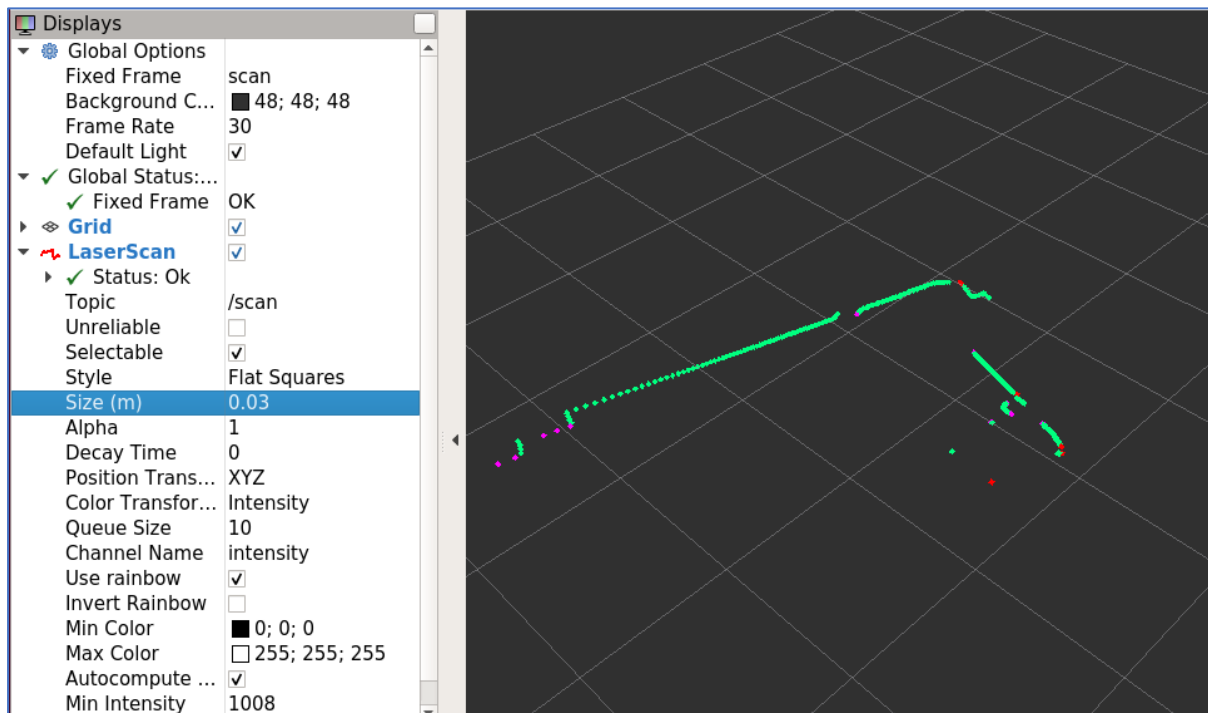 Displays
Global Options
Fixed Frame scan
Background C... 48; 48; 48
Frame Rate 30
Default Light
Global Status:...
Fixed Frame OK
Grid
LaserScan
Status: Ok
Topic /scan
Unreliable
Selectable
Style Flat Squares
Size (m) 0.03
Alpha 1
Decay Time 0
Position Trans... XYZ
Color Transfor... Intensity
Queue Size 10
Channel Name intensity
Use rainbow
Invert Rainbow
Min Color 0; 0; 0
Max Color 255; 255; 255
Autocompute ...
Min Intensity 1008